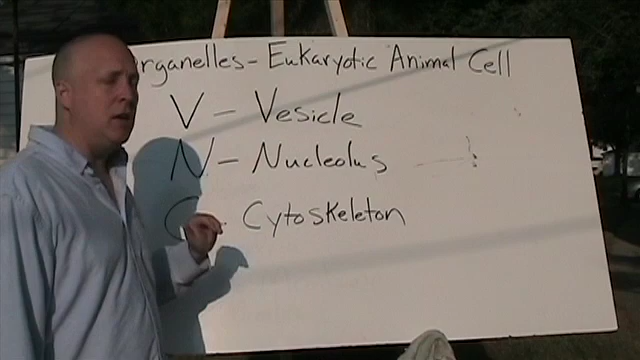 rganelles - Eukaryotic Animal Cell
V - Vesicle
N - Nucleolus
C - Cytoskeleton